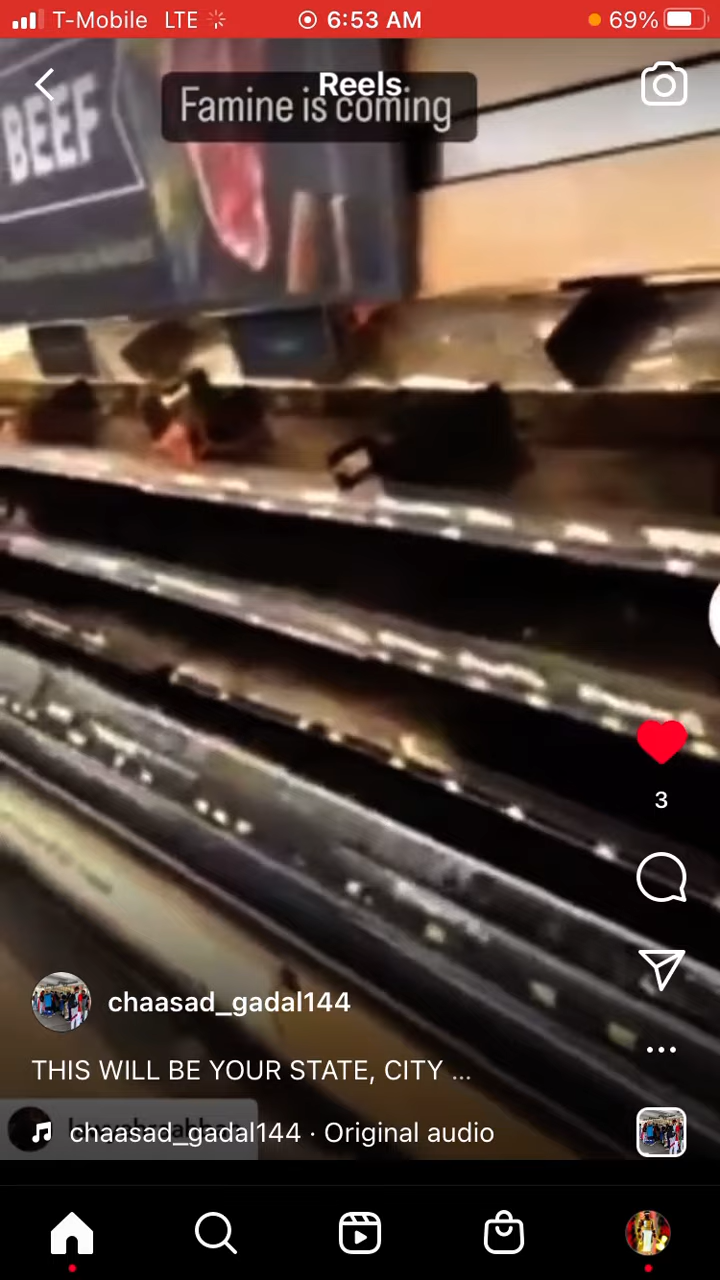 T-Mobile LTE 6:53 AM 69%
Reels
Famine is coming
BEEF
3
chaasad_gadal144
THIS WILL BE YOUR STATE, CITY ...
chaasad_gadal144 · Original audio